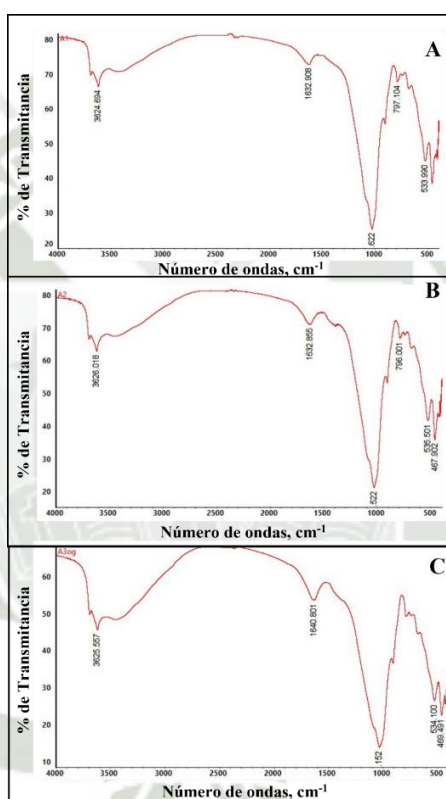 A1
A
80
70
60
50
40
30
20
% de Transmitancia
3624.694
1632.908
797.104
533.990
.622
4000 3500 3000 2500 2000 1500 1000 500
Número de ondas, cm-1
A2
B
80
70
60
50
40
30
20
% de Transmitancia
3626.018
1632.855
796.001
535.501
467.902
.522
4000 3500 3000 2500 2000 1500 1000 500
Número de ondas, cm-1
A3og
C
60
50
40
30
20
10
% de Transmitancia
3625.557
1640.801
534.100
469.491
152
4000 3500 3000 2500 2000 1500 1000 500
Número de ondas, cm-1